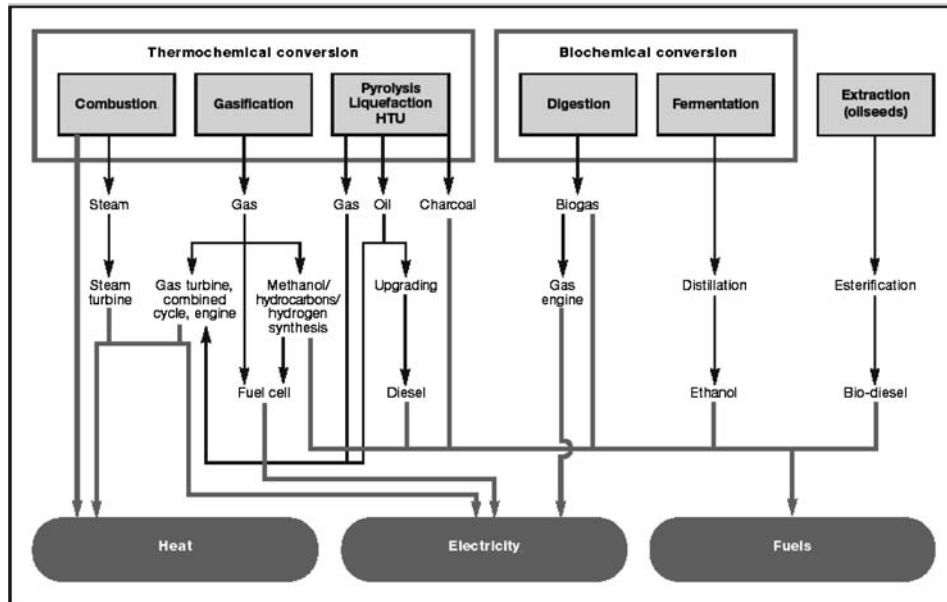 Thermochemical conversion
Biochemical conversion
Combustion
Gasification
Pyrolysis
Liquefaction
HTU
Digestion
Fermentation
Extraction
(oilseeds)
Steam
Gas
Gas
Oil
Charcoal
Biogas
Steam
turbine
Gas turbine,
combined
cycle, engine
Methanol/
hydrocarbons/
hydrogen
synthesis
Upgrading
Gas
engine
Distillation
Esterification
Fuel cell
Diesel
Ethanol
Bio-diesel
Heat
Electricity
Fuels